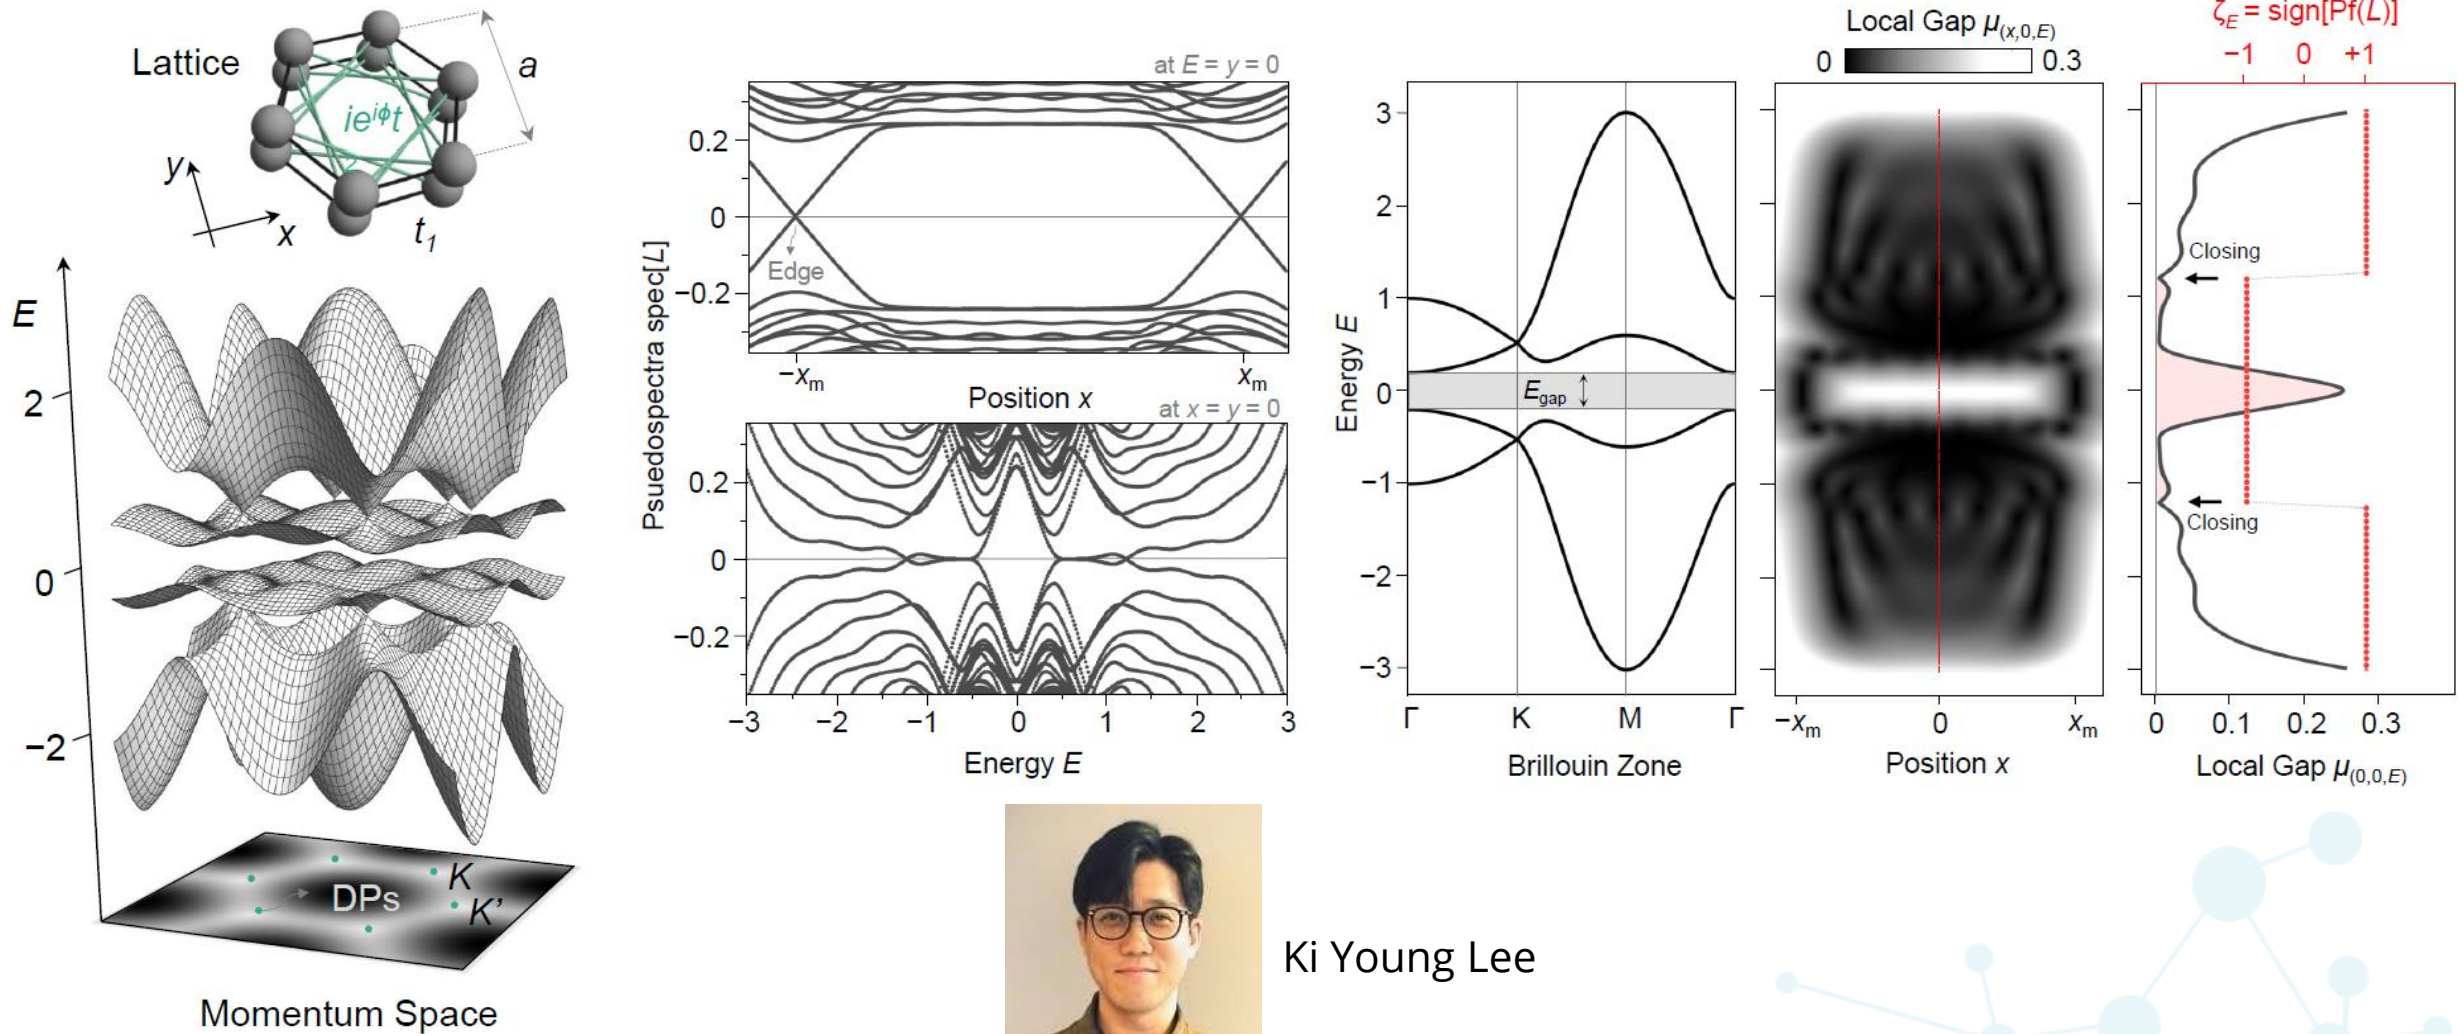 Lattice
a
ie^{iϕ}t
y
x
t₁
E
2
0
−2
DPs
K
K’
Momentum Space
at E = y = 0
Psuedospectra spec[L]
0.2
0
−0.2
Edge
−xₘ
xₘ
Position x
at x = y = 0
0.2
0
−0.2
−3 −2 −1 0 1 2 3
Energy E
Energy E
3
2
1
0
−1
−2
−3
E_gap
Γ K M Γ
Brillouin Zone
Local Gap μ_(x,0,E)
0 0.3
−xₘ 0 xₘ
Position x
ζ_E = sign[Pf(L)]
−1 0 +1
Closing
Closing
0 0.1 0.2 0.3
Local Gap μ_(0,0,E)
Ki Young Lee